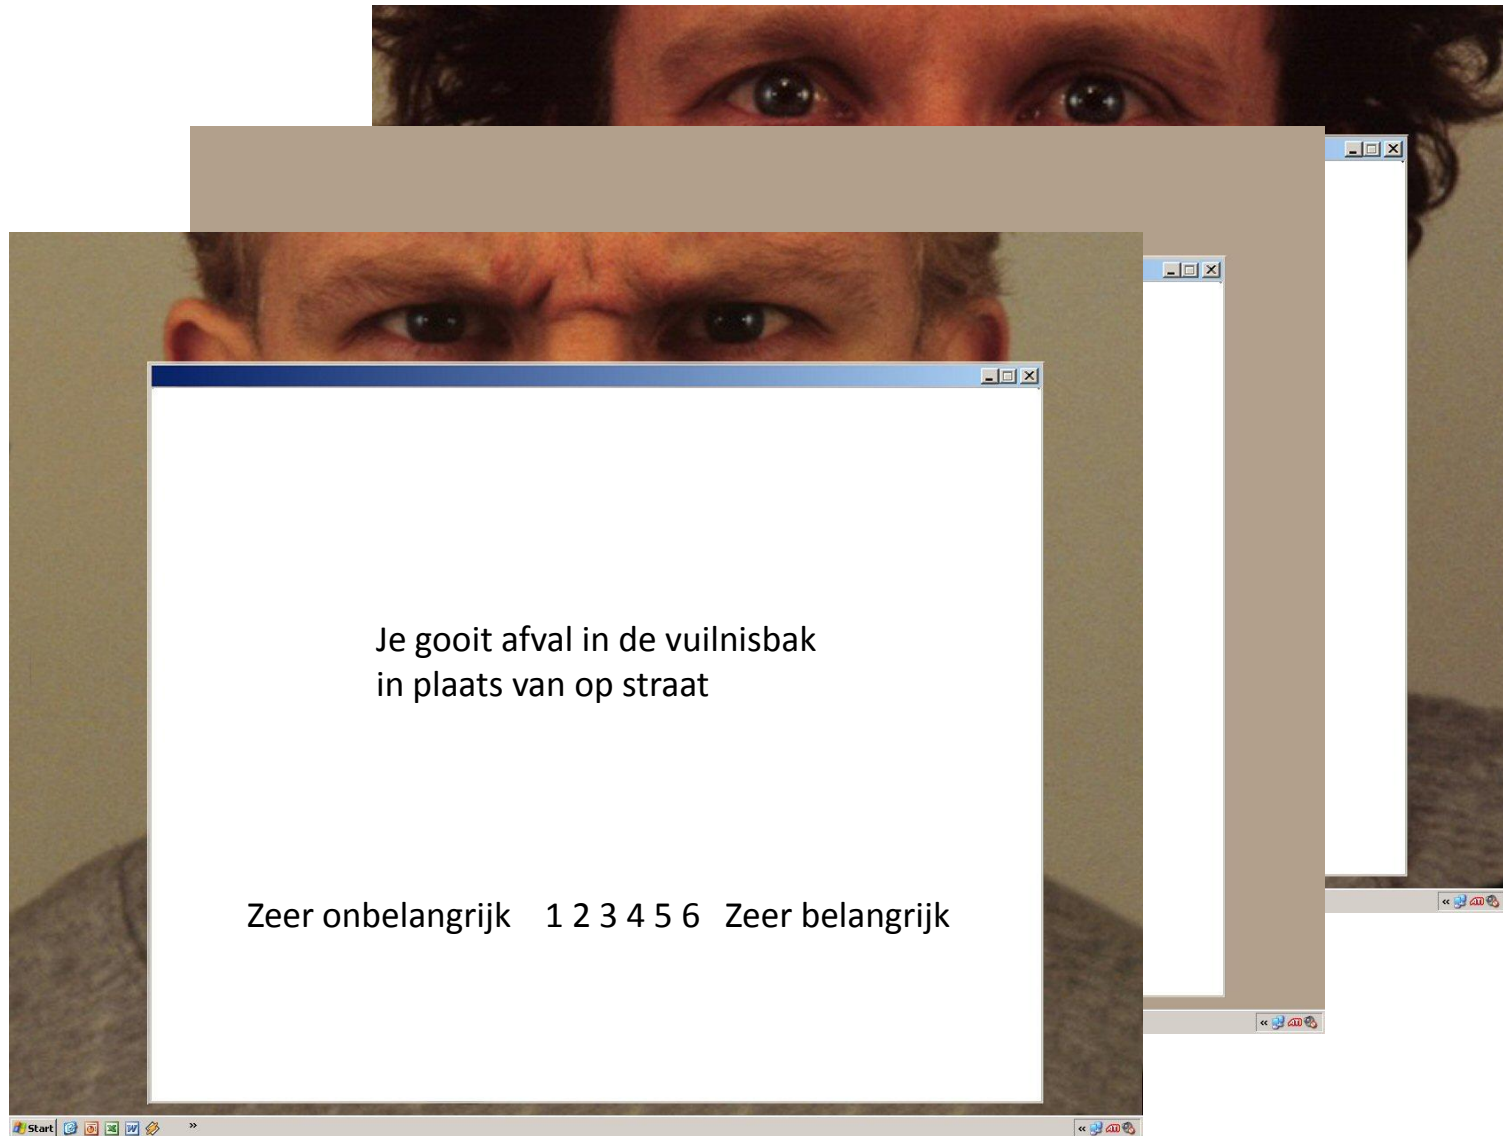 Je gooit afval in de vuilnisbak
in plaats van op straat
Zeer onbelangrijk 1 2 3 4 5 6 Zeer belangrijk
Start